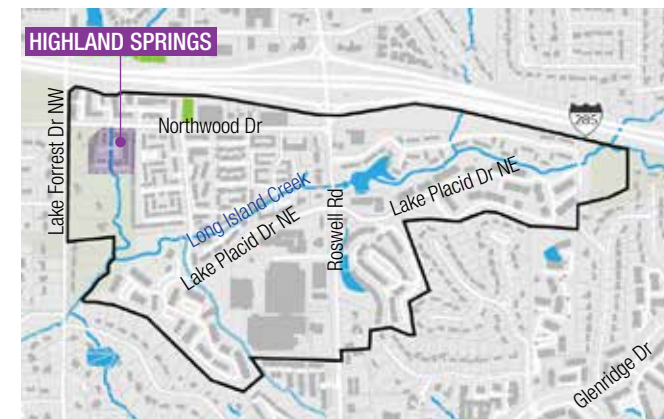 HIGHLAND SPRINGS
285
Northwood Dr
Lake Forrest Dr NW
Long Island Creek
Lake Placid Dr NE
Lake Placid Dr NE
Roswell Rd
Glenridge Dr